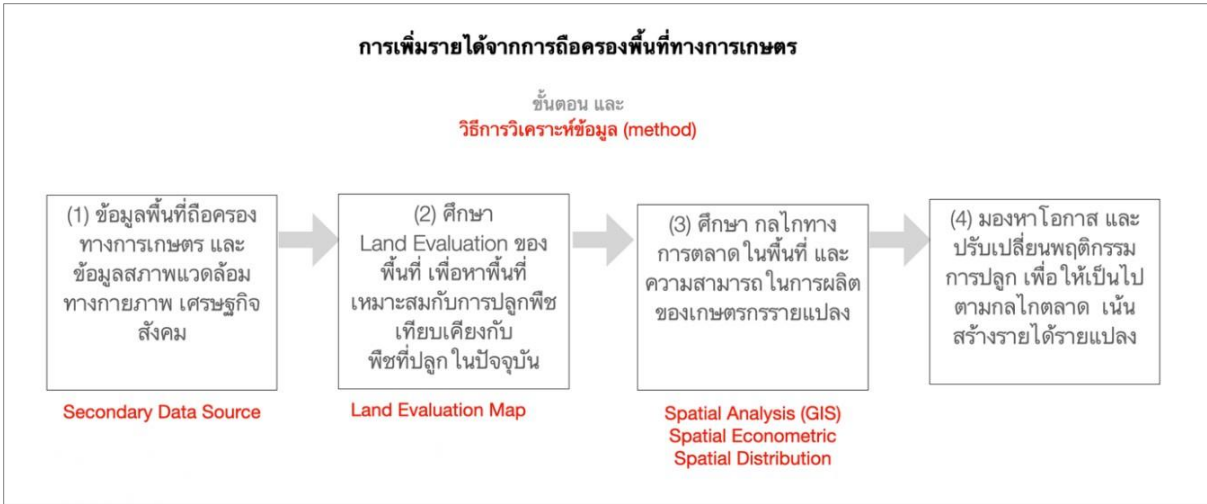 การเพิ่มรายได้จากการถือครองพื้นที่ทางการเกษตร
ขั้นตอน และ
วิธีการวิเคราะห์ข้อมูล (method)
(1) ข้อมูลพื้นที่ถือครอง
ทางการเกษตร และ
ข้อมูลสภาพแวดล้อม
ทางกายภาพ เศรษฐกิจ
สังคม
Secondary Data Source
(2) ศึกษา
Land Evaluation ของ
พื้นที่ เพื่อหาพื้นที่
เหมาะสมกับการปลูกพืช
เทียบเคียงกับ
พืชที่ปลูก ในปัจจุบัน
Land Evaluation Map
(3) ศึกษา กลไกทาง
การตลาด ในพื้นที่ และ
ความสามารถ ในการผลิต
ของเกษตรกรรายแปลง
Spatial Analysis (GIS)
Spatial Econometric
Spatial Distribution
(4) มองหาโอกาส และ
ปรับเปลี่ยนพฤติกรรม
การปลูก เพื่อ ให้เป็นไป
ตามกลไกตลาด เน้น
สร้างรายได้รายแปลง